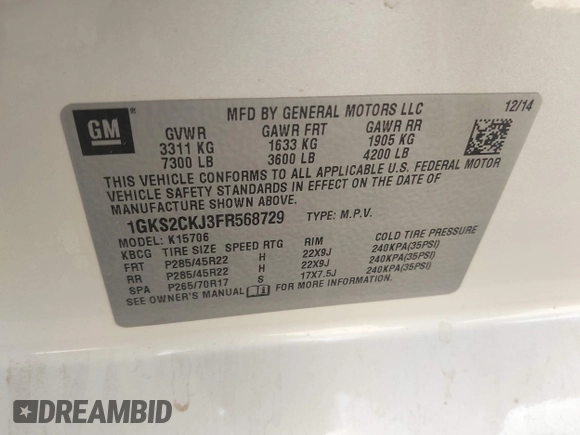 GM ®
MFD BY GENERAL MOTORS LLC 12/14
GVWR GAWR FRT GAWR RR
3311 KG 1633 KG 1905 KG
7300 LB 3600 LB 4200 LB
THIS VEHICLE CONFORMS TO ALL APPLICABLE U.S. FEDERAL MOTOR
VEHICLE SAFETY STANDARDS IN EFFECT ON THE DATE OF
MANUFACTURE SHOWN ABOVE.
1GKS2CKJ3FR568729 TYPE: M.P.V.
MODEL: K15706
KBCG TIRE SIZE SPEED RTG RIM COLD TIRE PRESSURE
FRT P285/45R22 H 22X9J 240KPA(35PSI)
RR P285/45R22 H 22X9J 240KPA(35PSI)
SPA P265/70R17 S 17X7.5J 240KPA(35PSI)
SEE OWNER'S MANUAL FOR MORE INFORMATION.
DREAMBID